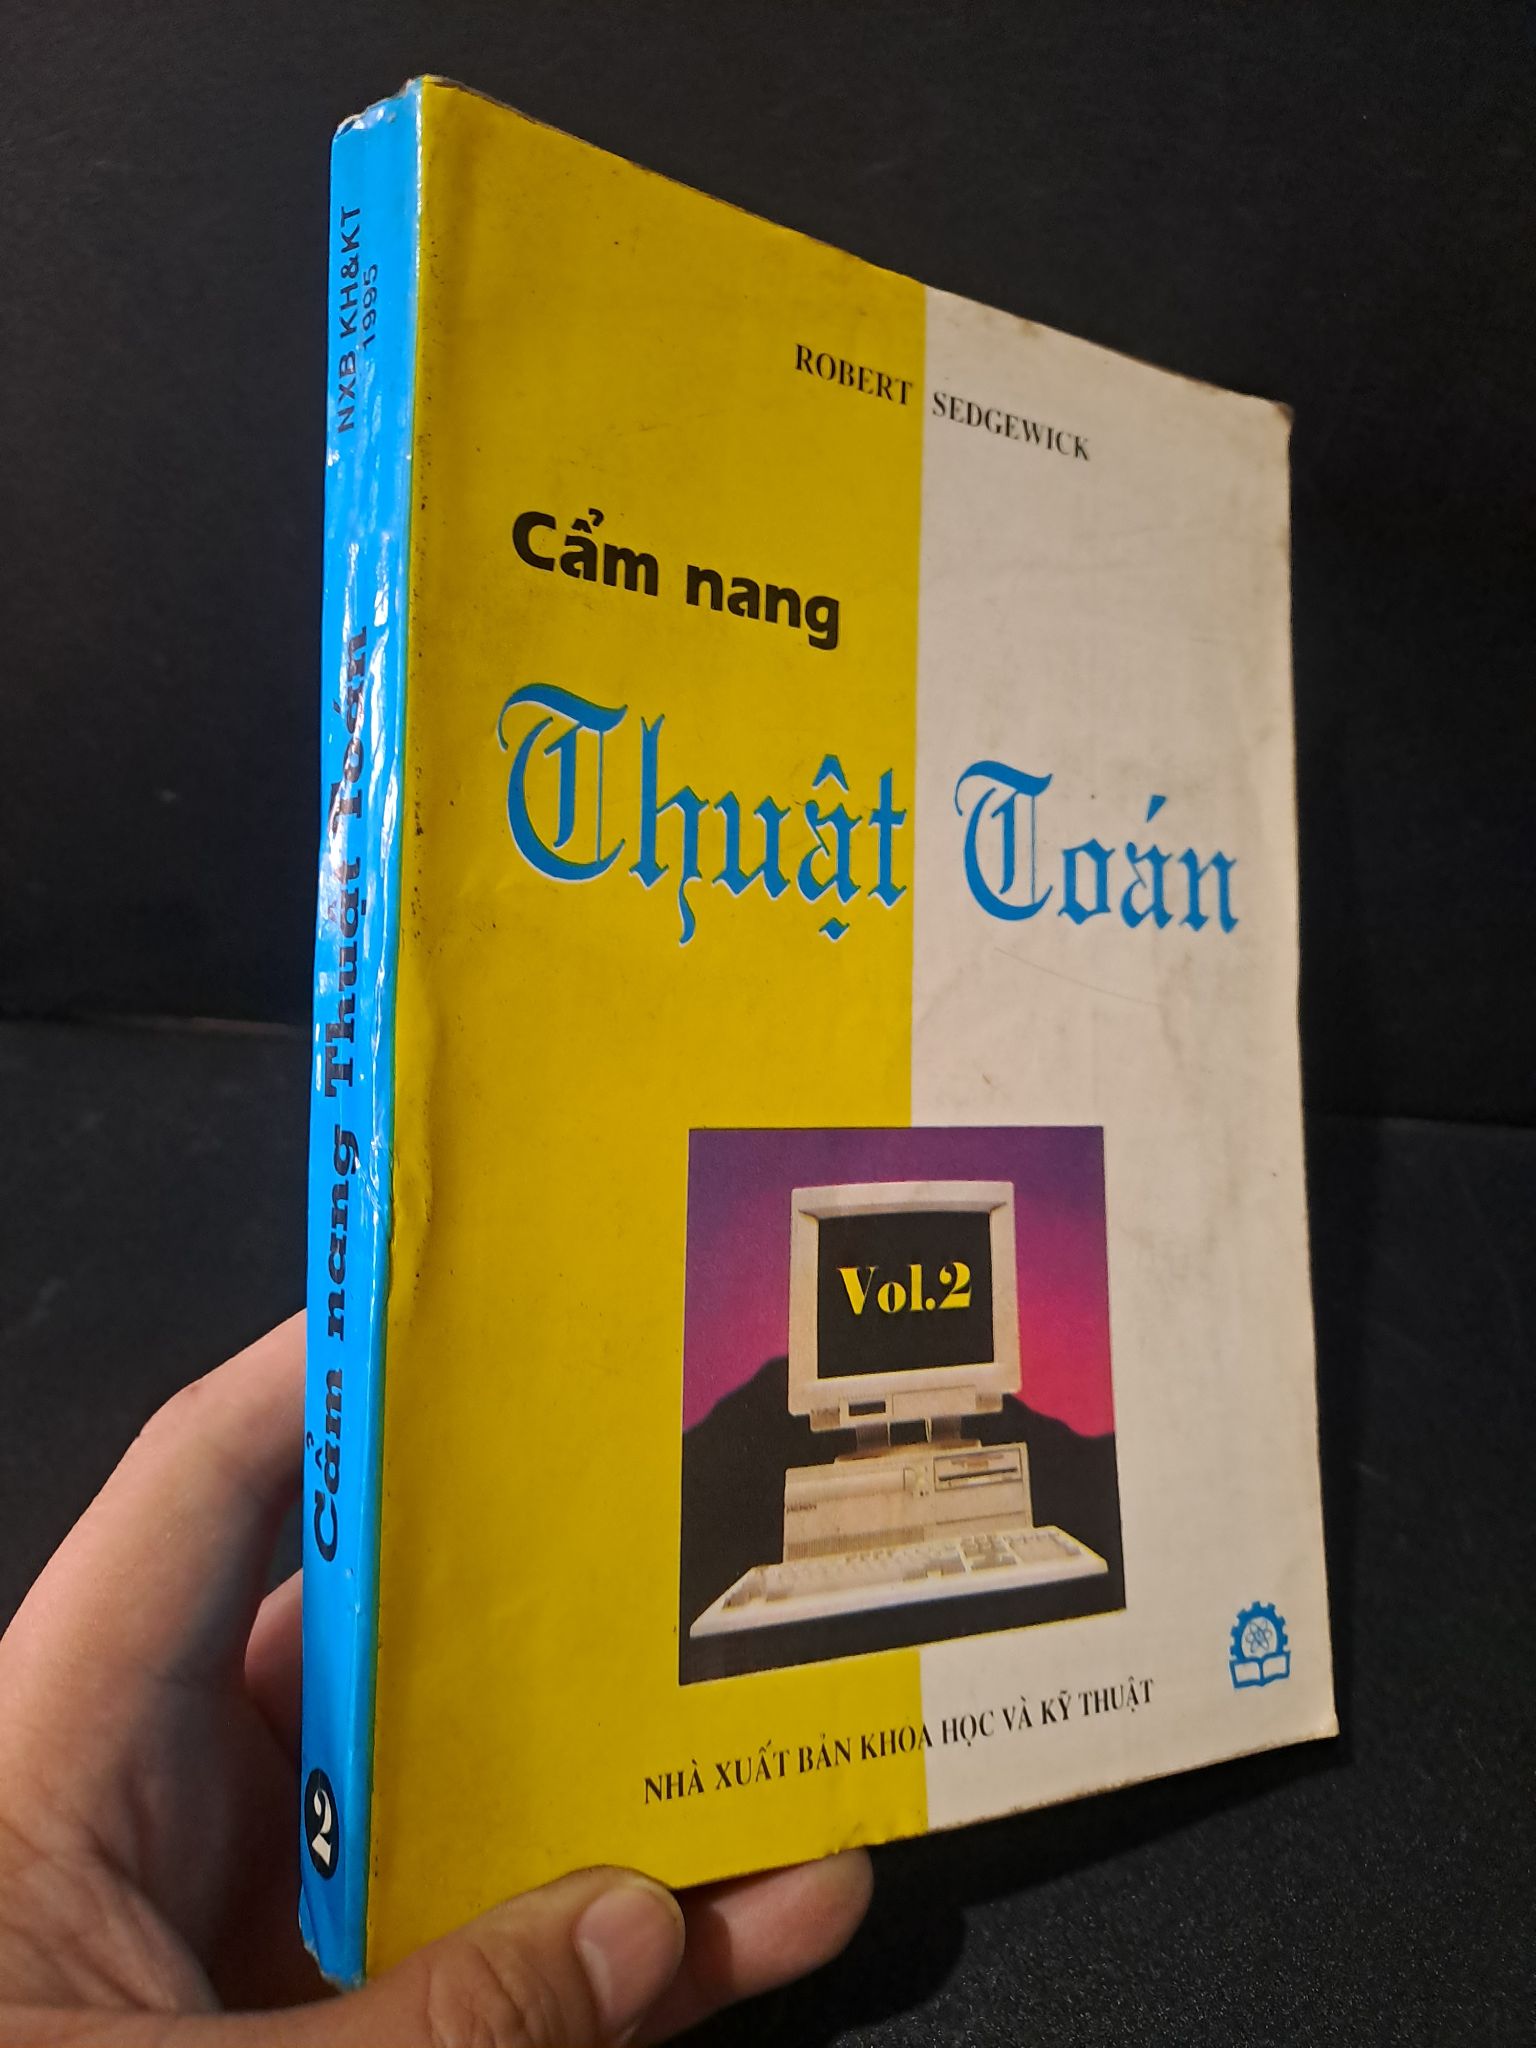 ROBERT SEDGEWICK
Cẩm nang
Thuật Toán
Vol.2
NHÀ XUẤT BẢN KHOA HỌC VÀ KỸ THUẬT
NXB KH&KT
1995
Cẩm nang Thuật Toán
2